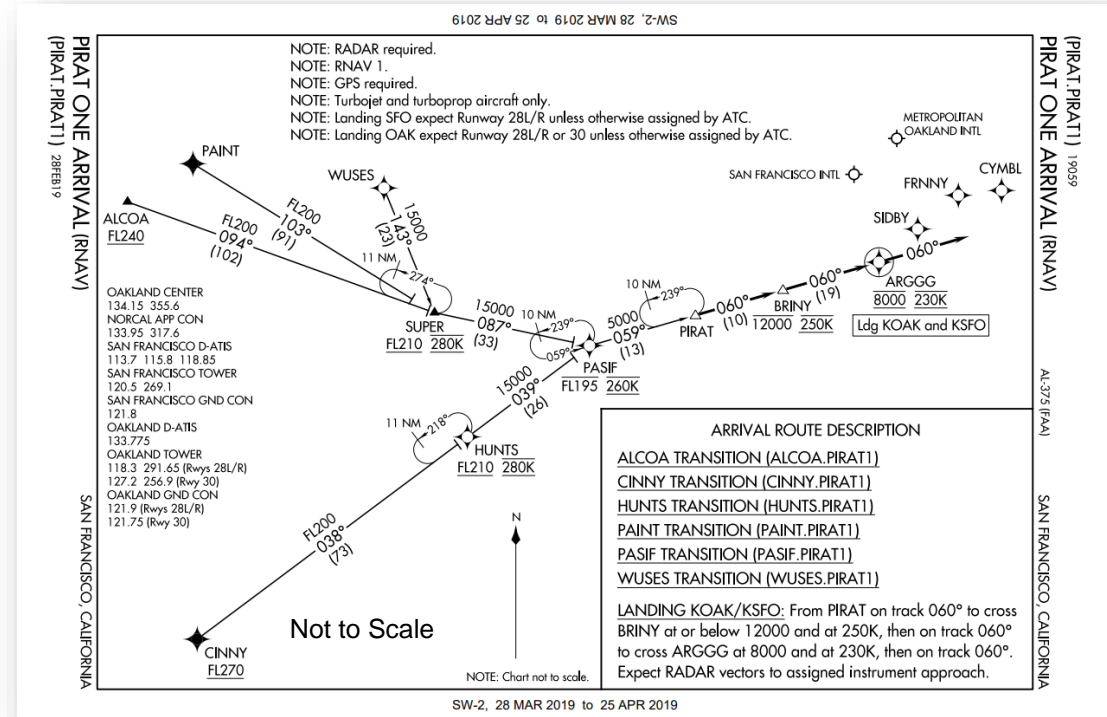 SW-2, 28 MAR 2019 to 25 APR 2019
(PIRAT.PIRAT1) 28FEB19
PIRAT ONE ARRIVAL (RNAV)
SAN FRANCISCO, CALIFORNIA
(PIRAT.PIRAT1) 19059
PIRAT ONE ARRIVAL (RNAV)
AL-375 (FAA)
SAN FRANCISCO, CALIFORNIA
NOTE: RADAR required.
NOTE: RNAV 1.
NOTE: GPS required.
NOTE: Turbojet and turboprop aircraft only.
NOTE: Landing SFO expect Runway 28L/R unless otherwise assigned by ATC.
NOTE: Landing OAK expect Runway 28L/R or 30 unless otherwise assigned by ATC.
METROPOLITAN
OAKLAND INTL
SAN FRANCISCO INTL
CYMBL
FRNNY
SIDBY
PAINT
WUSES
ALCOA
FL240
FL200
103°
(91)
FL200
094°
(102)
15000
143°
(23)
11 NM
274°
SUPER
FL210 280K
15000
087°
(33)
10 NM
239°
059°
PASIF
FL195 260K
5000
059°
(13)
10 NM
239°
PIRAT
060°
(10)
BRINY
12000 250K
060°
(19)
ARGGG
8000 230K
060°
Ldg KOAK and KSFO
OAKLAND CENTER
134.15 355.6
NORCAL APP CON
133.95 317.6
SAN FRANCISCO D-ATIS
113.7 115.8 118.85
SAN FRANCISCO TOWER
120.5 269.1
SAN FRANCISCO GND CON
121.8
OAKLAND D-ATIS
133.775
OAKLAND TOWER
118.3 291.65 (Rwys 28L/R)
127.2 256.9 (Rwy 30)
OAKLAND GND CON
121.9 (Rwys 28L/R)
121.75 (Rwy 30)
15000
039°
(26)
11 NM
218°
HUNTS
FL210 280K
FL200
038°
(73)
CINNY
FL270
Not to Scale
N
NOTE: Chart not to scale.
ARRIVAL ROUTE DESCRIPTION
ALCOA TRANSITION (ALCOA.PIRAT1)
CINNY TRANSITION (CINNY.PIRAT1)
HUNTS TRANSITION (HUNTS.PIRAT1)
PAINT TRANSITION (PAINT.PIRAT1)
PASIF TRANSITION (PASIF.PIRAT1)
WUSES TRANSITION (WUSES.PIRAT1)
LANDING KOAK/KSFO: From PIRAT on track 060° to cross
BRINY at or below 12000 and at 250K, then on track 060°
to cross ARGGG at 8000 and at 230K, then on track 060°.
Expect RADAR vectors to assigned instrument approach.
SW-2, 28 MAR 2019 to 25 APR 2019